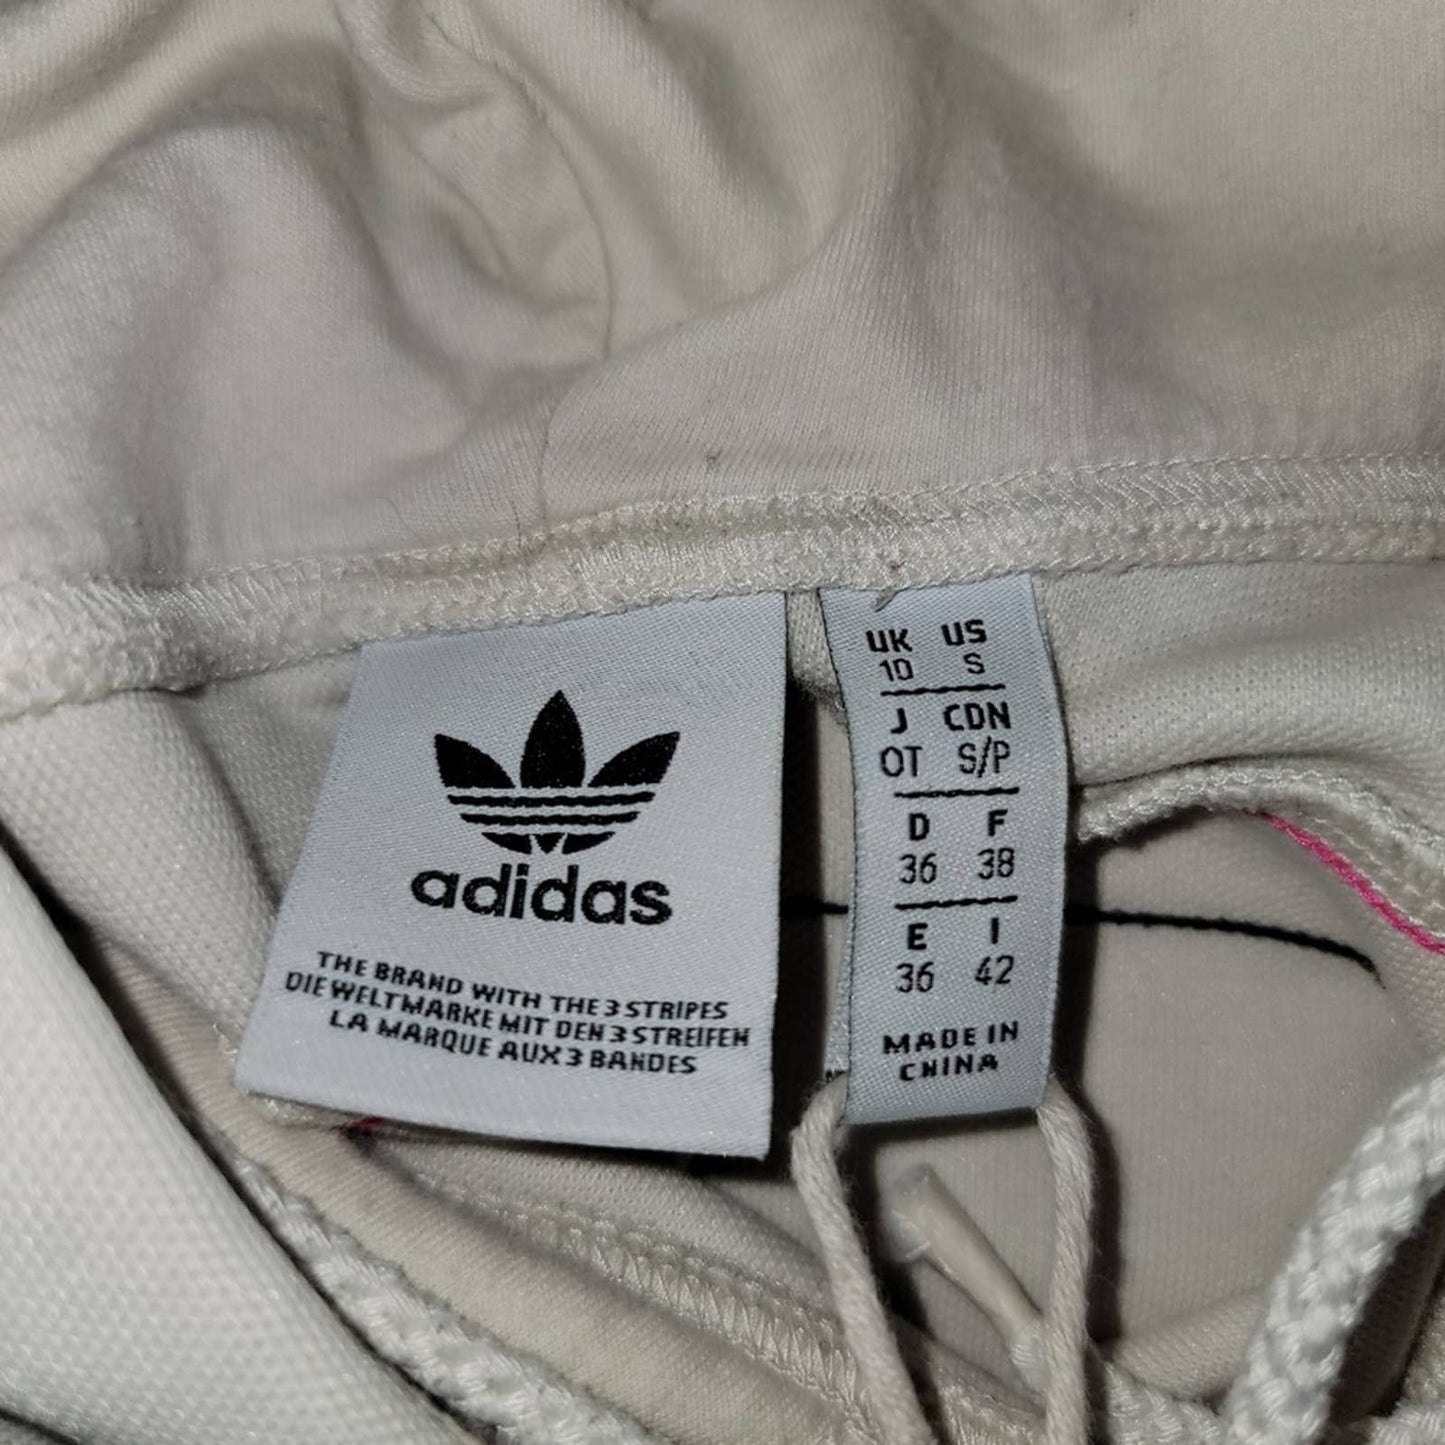 adidas
THE BRAND WITH THE 3 STRIPES
DIE WELTMARKE MIT DEN 3 STREIFEN
LA MARQUE AUX 3 BANDES
UK US
10 S
J CDN
OT S/P
D F
36 38
E I
36 42
MADE IN
CHINA